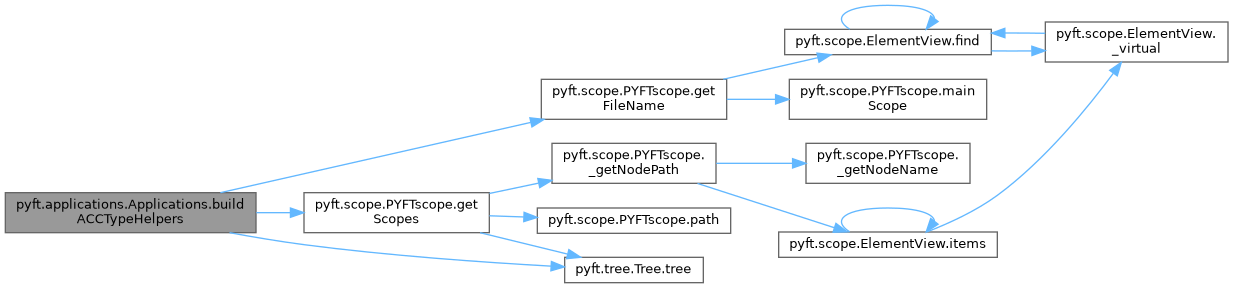 pyft.scope.ElementView.find
pyft.scope.ElementView.
_virtual
pyft.scope.PYFTscope.get
FileName
pyft.scope.PYFTscope.main
Scope
pyft.scope.PYFTscope.
_getNodePath
pyft.scope.PYFTscope.
_getNodeName
pyft.applications.Applications.build
ACCTypeHelpers
pyft.scope.PYFTscope.get
Scopes
pyft.scope.PYFTscope.path
pyft.scope.ElementView.items
pyft.tree.Tree.tree